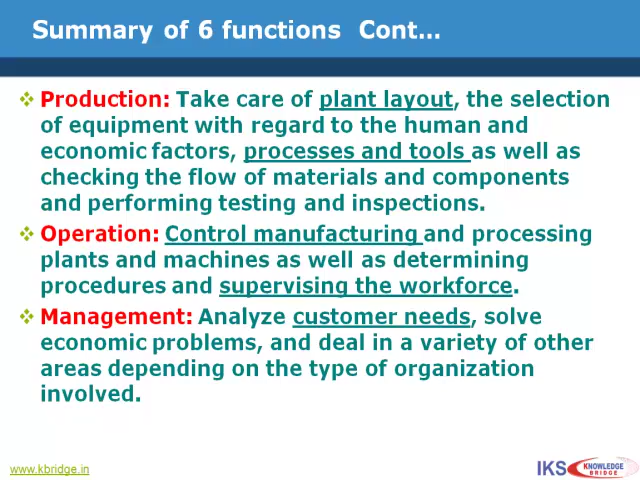 Summary of 6 functions Cont...
Production: Take care of plant layout, the selection
of equipment with regard to the human and
economic factors, processes and tools as well as
checking the flow of materials and components
and performing testing and inspections.
Operation: Control manufacturing and processing
plants and machines as well as determining
procedures and supervising the workforce.
Management: Analyze customer needs, solve
economic problems, and deal in a variety of other
areas depending on the type of organization
involved.
www.kbridge.in
IKS KNOWLEDGE
BRIDGE